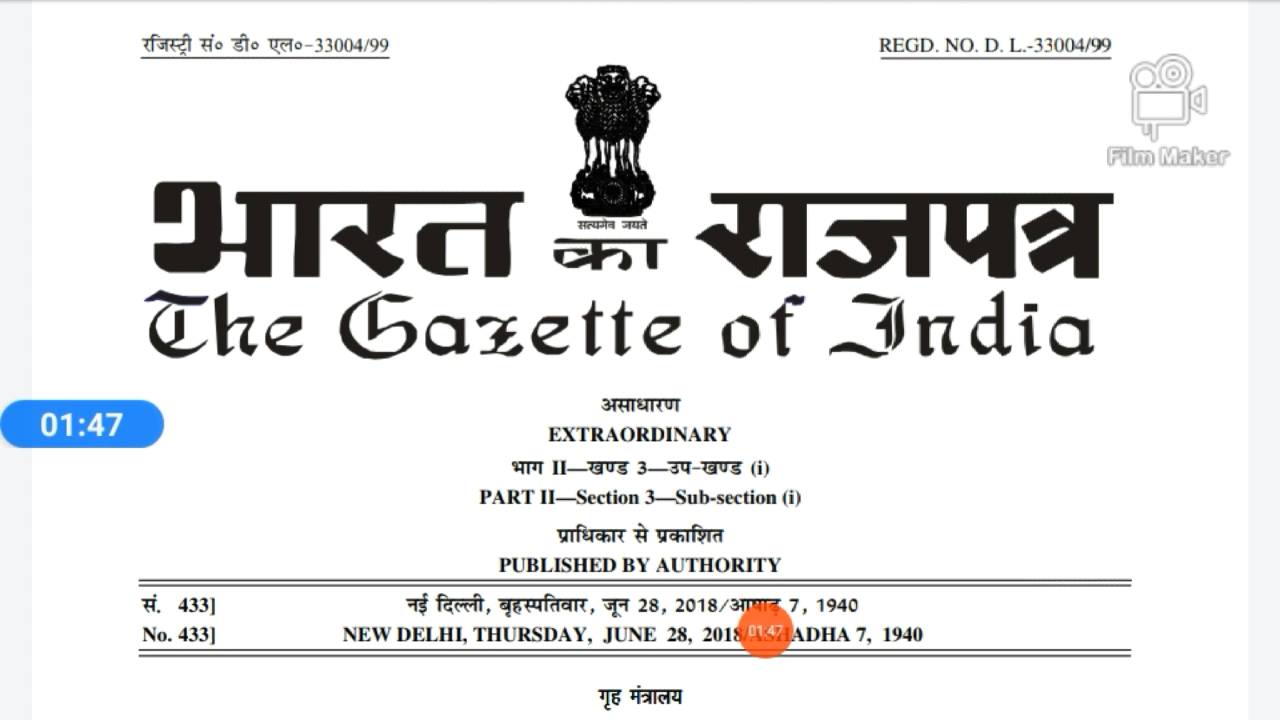 रजिस्ट्री सं० डी० एल०-33004/99
REGD. NO. D. L.-33004/99
Film Maker
सत्यमेव जयते
भारत का राजपत्र
The Gazette of India
असाधारण
EXTRAORDINARY
01:47
भाग II—खण्ड 3—उप-खण्ड (i)
PART II—Section 3—Sub-section (i)
प्राधिकार से प्रकाशित
PUBLISHED BY AUTHORITY
सं. 433] नई दिल्ली, बृहस्पतिवार, जून 28, 2018/आषाढ़ 7, 1940
No. 433] NEW DELHI, THURSDAY, JUNE 28, 2018/ASHADHA 7, 1940
01:47
गृह मंत्रालय